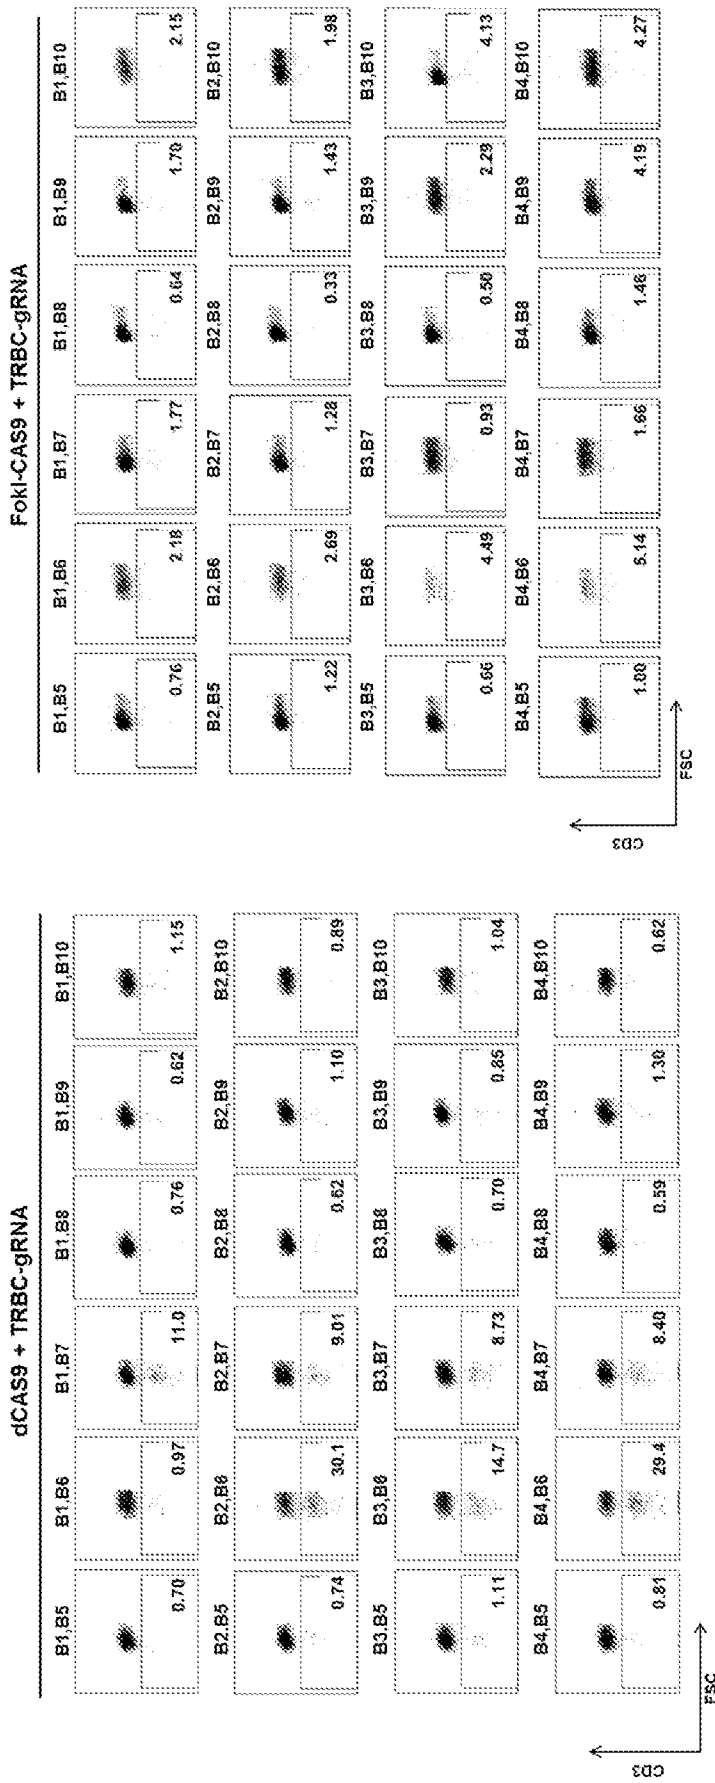 dCAS9 + TRBC-gRNA
B1,B5 B1,B6 B1,B7 B1,B8 B1,B9 B1,B10
0.70 0.97 11.0 0.76 0.62 1.15
B2,B5 B2,B6 B2,B7 B2,B8 B2,B9 B2,B10
0.74 30.1 9.01 0.62 1.10 0.89
B3,B5 B3,B6 B3,B7 B3,B8 B3,B9 B3,B10
1.11 14.7 8.73 0.70 0.85 1.04
B4,B5 B4,B6 B4,B7 B4,B8 B4,B9 B4,B10
0.81 29.4 8.40 0.59 1.30 0.62
CD3
FSC
FokI-CAS9 + TRBC-gRNA
B1,B5 B1,B6 B1,B7 B1,B8 B1,B9 B1,B10
0.76 2.18 1.77 0.64 1.70 2.15
B2,B5 B2,B6 B2,B7 B2,B8 B2,B9 B2,B10
1.22 2.69 1.28 0.33 1.43 1.98
B3,B5 B3,B6 B3,B7 B3,B8 B3,B9 B3,B10
0.66 4.49 0.93 0.50 2.29 4.13
B4,B5 B4,B6 B4,B7 B4,B8 B4,B9 B4,B10
1.00 5.14 1.66 1.46 4.19 4.27
CD3
FSC